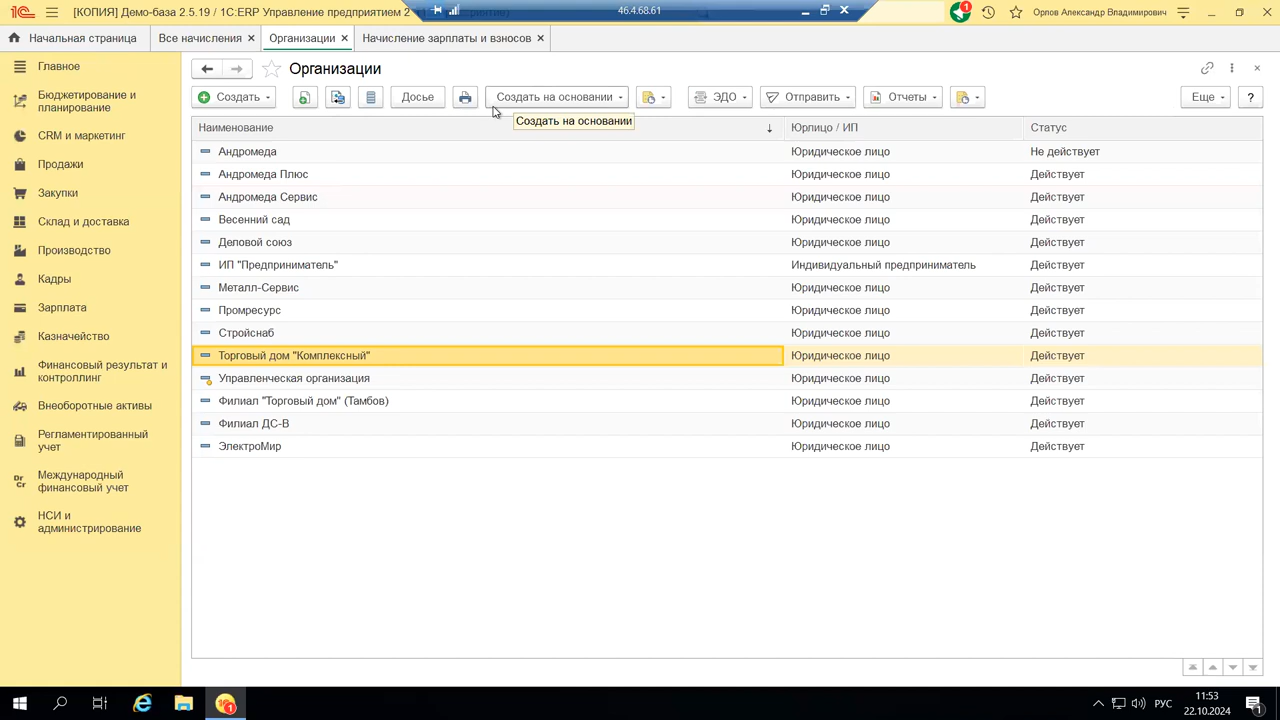 [КОПИЯ] Демо-база 2.5.19 / 1С:ERP Управление предприятием 2
46.4.68.61
1
Орлов Александр Владимирович
Начальная страница
Все начисления
Организации
Начисление зарплаты и взносов
Главное
Бюджетирование и
планирование
CRM и маркетинг
Продажи
Закупки
Склад и доставка
Производство
Кадры
Зарплата
Казначейство
Финансовый результат и
контроллинг
Внеоборотные активы
Регламентированный
учет
Международный
финансовый учет
НСИ и
администрирование
Организации
Создать
Досье
Создать на основании
ЭДО
Отправить
Отчеты
Еще
?
Создать на основании
Наименование ↓ Юрлицо / ИП Статус
Андромеда Юридическое лицо Не действует
Андромеда Плюс Юридическое лицо Действует
Андромеда Сервис Юридическое лицо Действует
Весенний сад Юридическое лицо Действует
Деловой союз Юридическое лицо Действует
ИП "Предприниматель" Индивидуальный предприниматель Действует
Металл-Сервис Юридическое лицо Действует
Промресурс Юридическое лицо Действует
Стройснаб Юридическое лицо Действует
Торговый дом "Комплексный" Юридическое лицо Действует
Управленческая организация Юридическое лицо Действует
Филиал "Торговый дом" (Тамбов) Юридическое лицо Действует
Филиал ДС-В Юридическое лицо Действует
ЭлектроМир Юридическое лицо Действует
РУС
11:53
22.10.2024
1